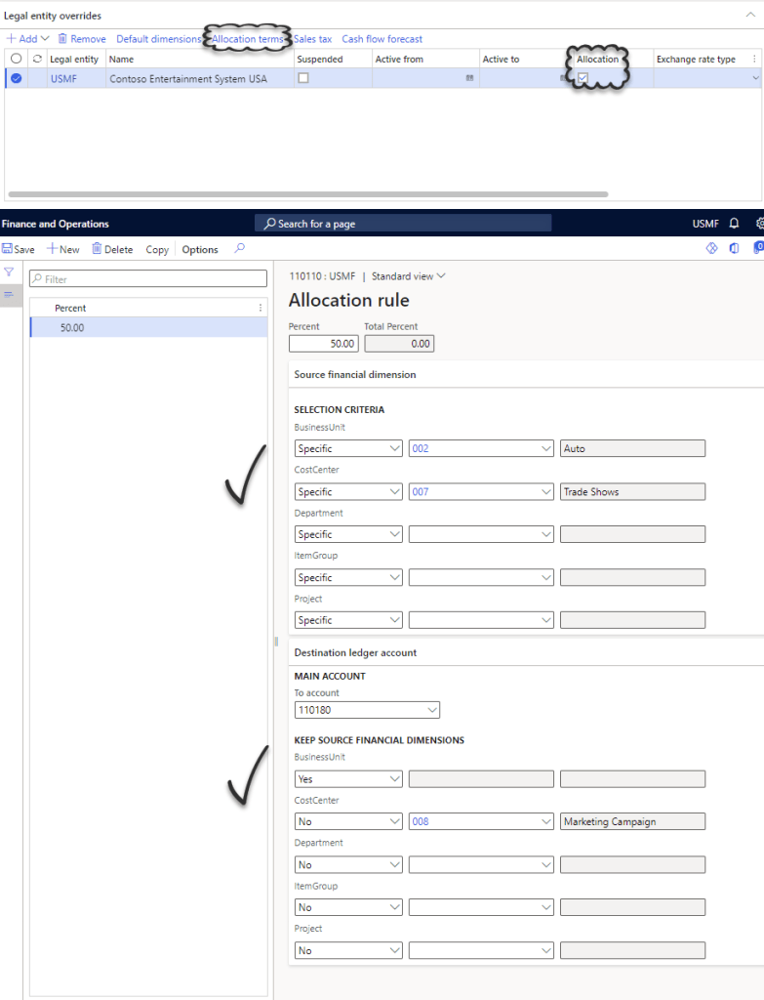 Legal entity overrides
Add Remove Default dimensions Allocation terms Sales tax Cash flow forecast
Legal entity Name Suspended Active from Active to Allocation Exchange rate type
USMF Contoso Entertainment System USA
Finance and Operations Search for a page USMF
Save New Delete Copy Options 0
Filter 110110 : USMF | Standard view
Allocation rule
Percent
50.00
Percent Total Percent
50.00 0.00
Source financial dimension
SELECTION CRITERIA
BusinessUnit
Specific 002 Auto
CostCenter
Specific 007 Trade Shows
Department
Specific
ItemGroup
Specific
Project
Specific
Destination ledger account
MAIN ACCOUNT
To account
110180
KEEP SOURCE FINANCIAL DIMENSIONS
BusinessUnit
Yes
CostCenter
No 008 Marketing Campaign
Department
No
ItemGroup
No
Project
No